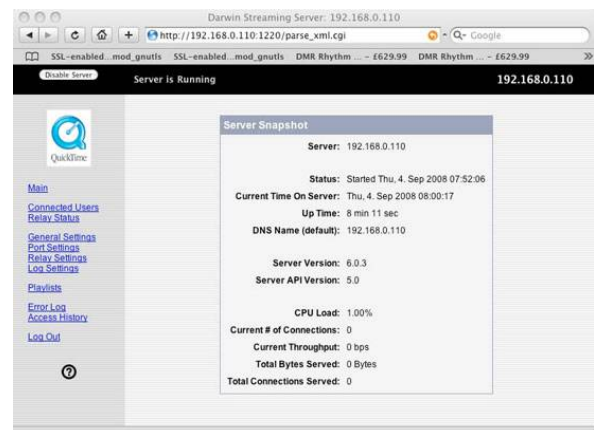 Darwin Streaming Server: 192.168.0.110
http://192.168.0.110:1220/parse_xml.cgi
Google
SSL-enabled...mod_gnutls SSL-enabled...mod_gnutls DMR Rhythm ... – £629.99 DMR Rhythm ... – £629.99
Disable Server
Server is Running
192.168.0.110
QuickTime
Main
Connected Users
Relay Status
General Settings
Port Settings
Relay Settings
Log Settings
Playlists
Error Log
Access History
Log Out
Server Snapshot
Server: 192.168.0.110
Status: Started Thu, 4. Sep 2008 07:52:06
Current Time On Server: Thu, 4. Sep 2008 08:00:17
Up Time: 8 min 11 sec
DNS Name (default): 192.168.0.110
Server Version: 6.0.3
Server API Version: 5.0
CPU Load: 1.00%
Current # of Connections: 0
Current Throughput: 0 bps
Total Bytes Served: 0 Bytes
Total Connections Served: 0